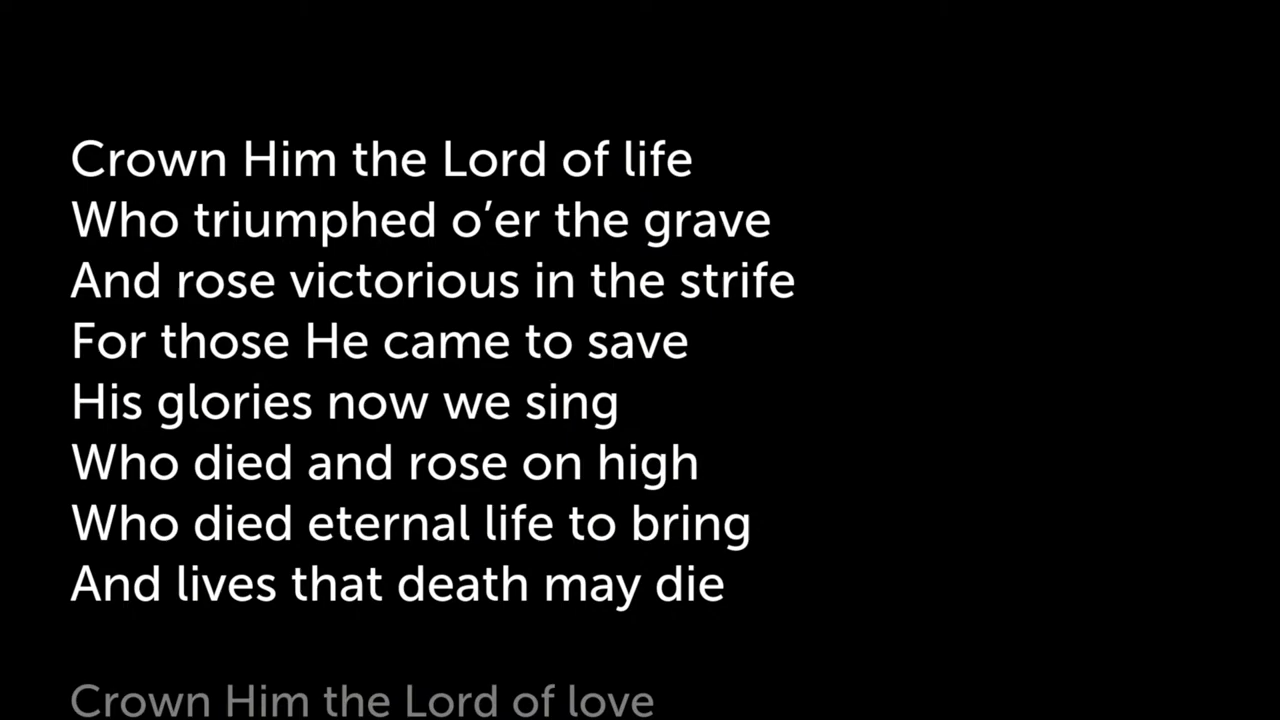 Crown Him the Lord of life
Who triumphed o’er the grave
And rose victorious in the strife
For those He came to save
His glories now we sing
Who died and rose on high
Who died eternal life to bring
And lives that death may die
Crown Him the Lord of love